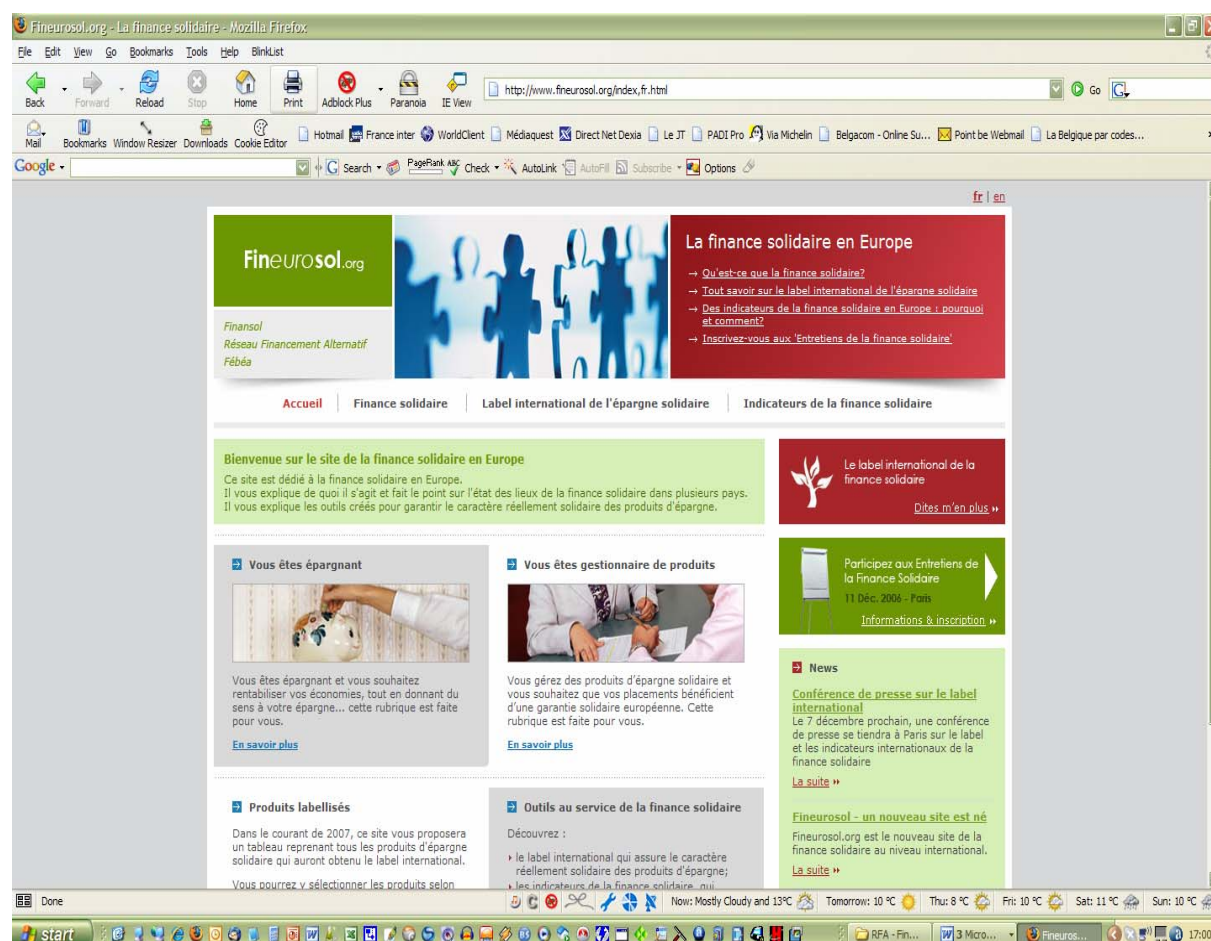 Fineurosol.org - La finance solidaire - Mozilla Firefox
File Edit View Go Bookmarks Tools Help BlinkList
Back Forward Reload Stop Home Print Adblock Plus Paranoia IE View http://www.fineurosol.org/index,fr.html Go
Mail Bookmarks Window Resizer Downloads Cookie Editor Hotmail France inter WorldClient Médiaquest Direct Net Dexia Le JT PADI Pro Via Michelin Belgacom - Online Su... Point be Webmail La Belgique par codes...
Google Search PageRank ABC Check AutoLink AutoFill Subscribe Options
fr | en
Fineurosol.org
Finansol
Réseau Financement Alternatif
Fébéa
La finance solidaire en Europe
→ Qu'est-ce que la finance solidaire?
→ Tout savoir sur le label international de l'épargne solidaire
→ Des indicateurs de la finance solidaire en Europe : pourquoi
et comment?
→ Inscrivez-vous aux 'Entretiens de la finance solidaire'
Accueil Finance solidaire Label international de l'épargne solidaire Indicateurs de la finance solidaire
Bienvenue sur le site de la finance solidaire en Europe
Ce site est dédié à la finance solidaire en Europe.
Il vous explique de quoi il s'agit et fait le point sur l'état des lieux de la finance solidaire dans plusieurs pays.
Il vous explique les outils créés pour garantir le caractère réellement solidaire des produits d'épargne.
Vous êtes épargnant
Vous êtes épargnant et vous souhaitez
rentabiliser vos économies, tout en donnant du
sens à votre épargne... cette rubrique est faite
pour vous.
En savoir plus
Vous êtes gestionnaire de produits
Vous gérez des produits d'épargne solidaire et
vous souhaitez que vos placements bénéficient
d'une garantie solidaire européenne. Cette
rubrique est faite pour vous.
En savoir plus
Produits labellisés
Dans le courant de 2007, ce site vous proposera
un tableau reprenant tous les produits d'épargne
solidaire qui auront obtenu le label international.
Vous pourrez y sélectionner les produits selon
Outils au service de la finance solidaire
Découvrez :
le label international qui assure le caractère
réellement solidaire des produits d'épargne;
les indicateurs de la finance solidaire, qui
Le label international de la
finance solidaire
Dites m'en plus »
Participez aux Entretiens de
la Finance Solidaire
11 Déc. 2006 - Paris
Informations & inscription »
News
Conférence de presse sur le label
international
Le 7 décembre prochain, une conférence
de presse se tiendra à Paris sur le label
et les indicateurs internationaux de la
finance solidaire
La suite »
Fineurosol - un nouveau site est né
Fineurosol.org est le nouveau site de la
finance solidaire au niveau international.
La suite »
Done Now: Mostly Cloudy and 13°C Tomorrow: 10 °C Thu: 8 °C Fri: 10 °C Sat: 11 °C Sun: 10 °C
start RFA - Fin... 3 Micro... Fineuros... 17:00